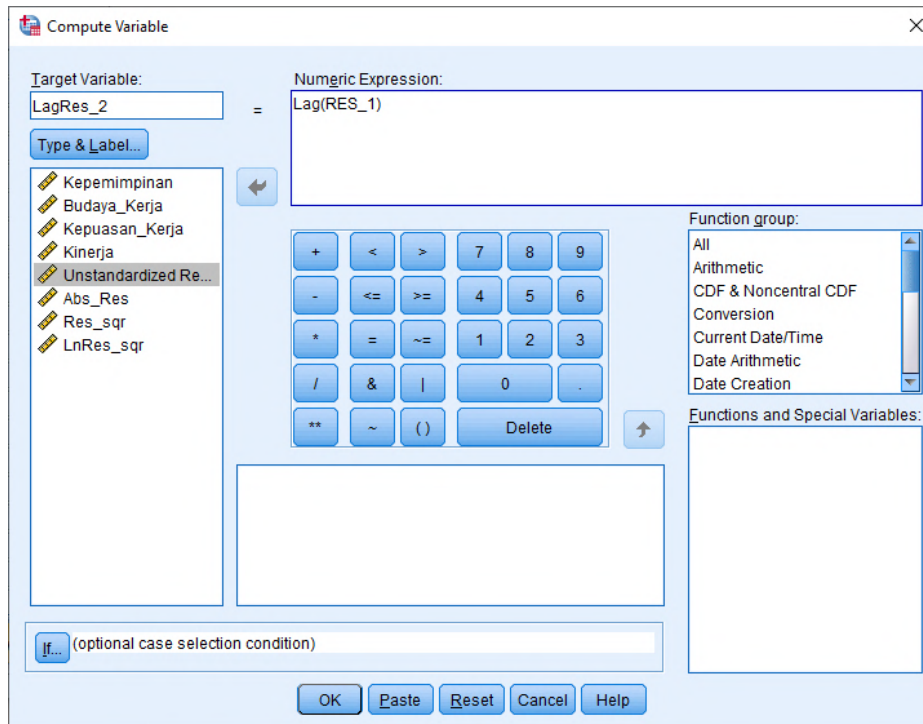 Compute Variable
Target Variable:
LagRes_2
=
Numeric Expression:
Lag(RES_1)
Type & Label...
Kepemimpinan
Budaya_Kerja
Kepuasan_Kerja
Kinerja
Unstandardized Re...
Abs_Res
Res_sqr
LnRes_sqr
+ < > 7 8 9
- <= >= 4 5 6
* = ~= 1 2 3
/ & | 0 .
** ~ ( ) Delete
Function group:
All
Arithmetic
CDF & Noncentral CDF
Conversion
Current Date/Time
Date Arithmetic
Date Creation
Functions and Special Variables:
If... (optional case selection condition)
OK Paste Reset Cancel Help